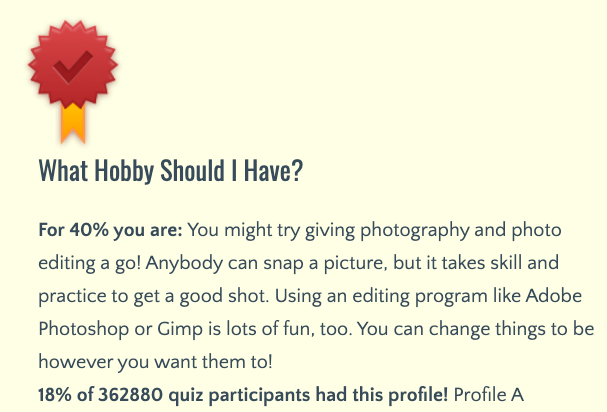 What Hobby Should I Have?
For 40% you are: You might try giving photography and photo
editing a go! Anybody can snap a picture, but it takes skill and
practice to get a good shot. Using an editing program like Adobe
Photoshop or Gimp is lots of fun, too. You can change things to be
however you want them to!
18% of 362880 quiz participants had this profile! Profile A